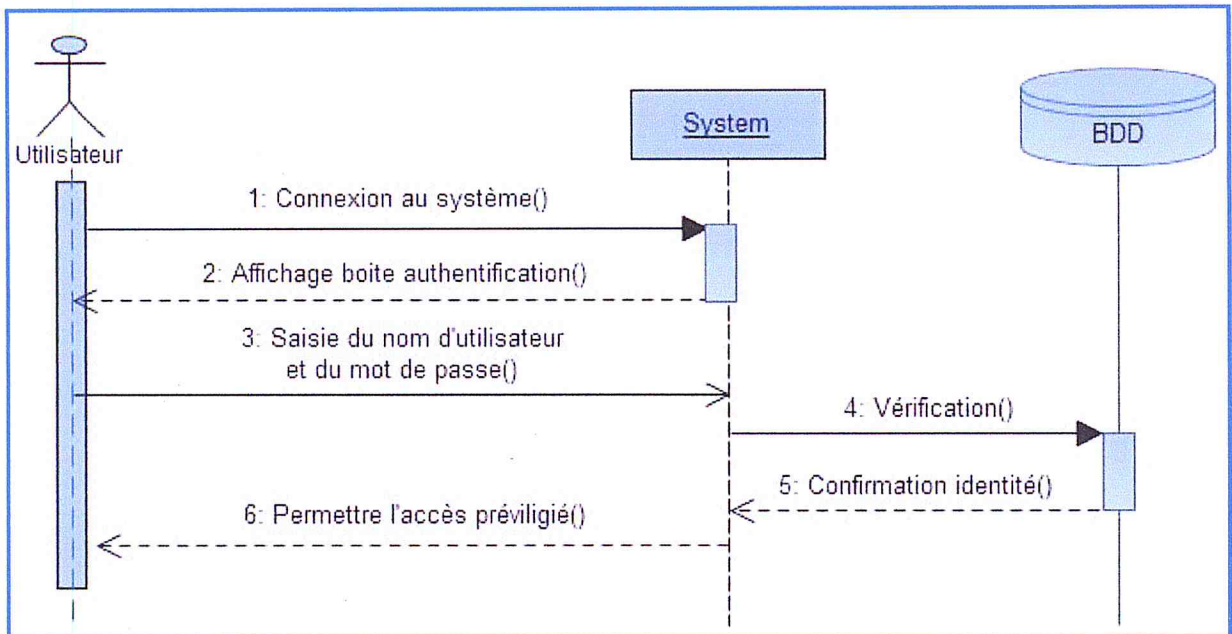 System
BDD
Utilisateur
1: Connexion au système()
2: Affichage boite authentification()
3: Saisie du nom d'utilisateur
et du mot de passe()
4: Vérification()
5: Confirmation identité()
6: Permettre l'accès préviligié()